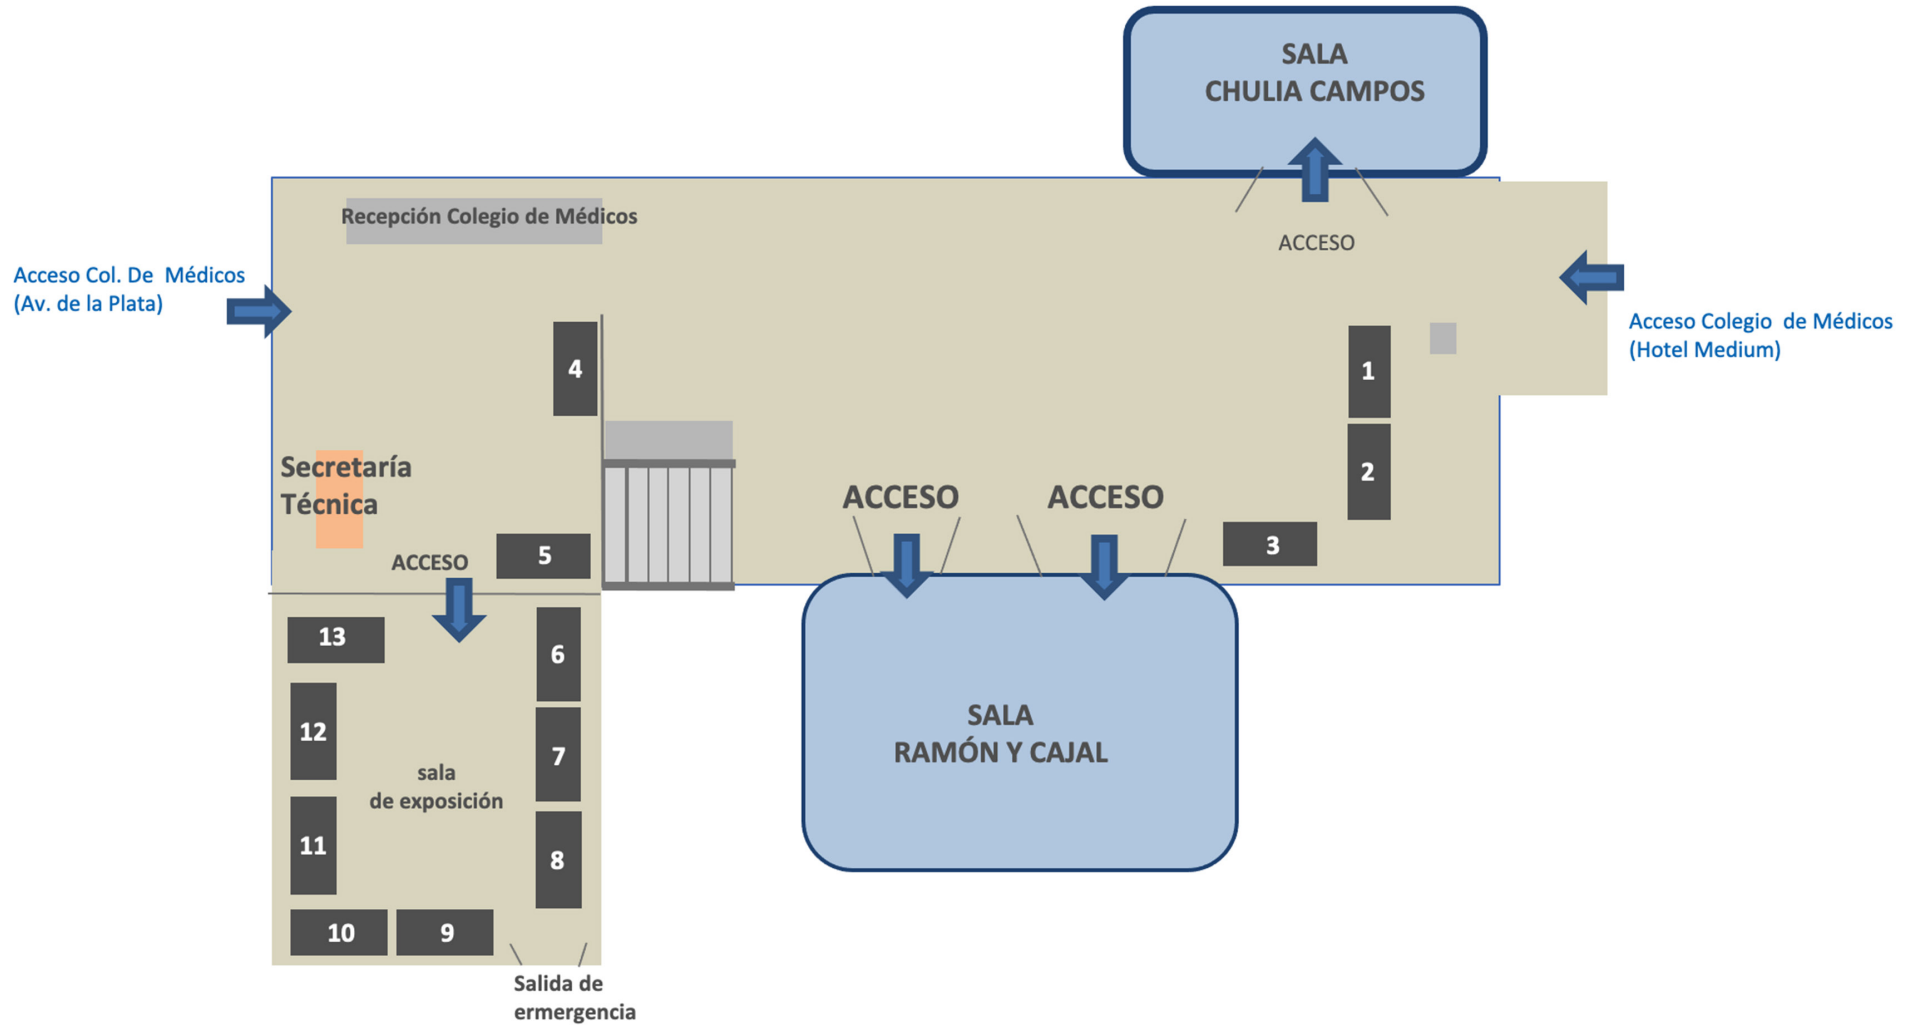 SALA
CHULIA CAMPOS
Recepción Colegio de Médicos
ACCESO
Acceso Col. De  Médicos
(Av. de la Plata)
Acceso Colegio  de Médicos
(Hotel Medium)
4
1
2
Secretaría
Técnica
ACCESO
ACCESO
3
5
ACCESO
13
6
12
7
SALA
RAMÓN Y CAJAL
sala
de exposición
11
8
10
9
Salida de
ermergencia